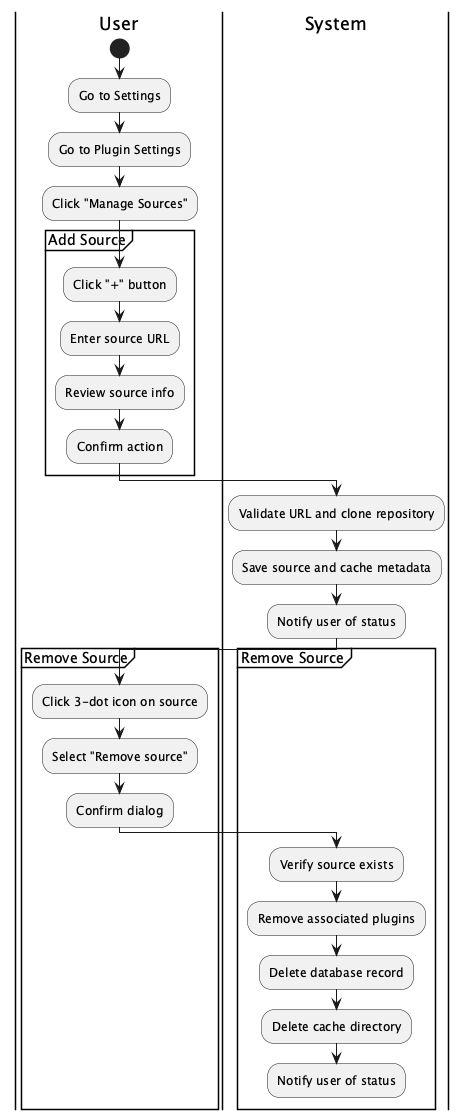 User
System
Go to Settings
Go to Plugin Settings
Click "Manage Sources"
Add Source
Click "+" button
Enter source URL
Review source info
Confirm action
Validate URL and clone repository
Save source and cache metadata
Notify user of status
Remove Source
Remove Source
Click 3-dot icon on source
Select "Remove source"
Confirm dialog
Verify source exists
Remove associated plugins
Delete database record
Delete cache directory
Notify user of status